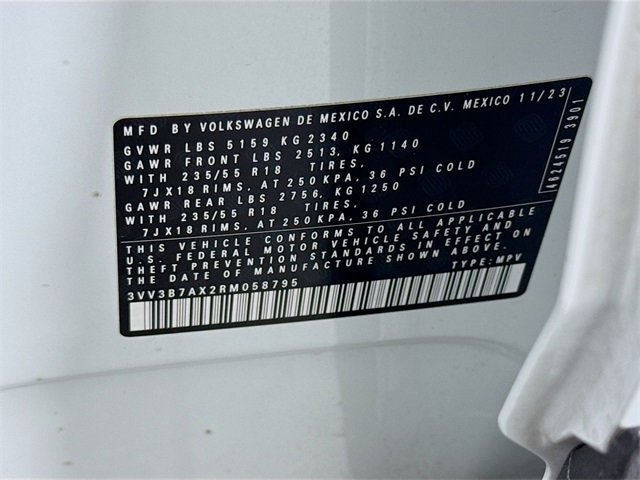 MFD BY VOLKSWAGEN DE MEXICO S.A. DE C.V. MEXICO 11/23
GVWR LBS 5159 KG 2340
GAWR FRONT LBS 2513, KG 1140
WITH 235/55 R18 TIRES,
7JX18 RIMS, AT 250 KPA, 36 PSI COLD
GAWR REAR LBS 2756, KG 1250
WITH 235/55 R18 TIRES,
7JX18 RIMS, AT 250 KPA, 36 PSI COLD
THIS VEHICLE CONFORMS TO ALL APPLICABLE
U.S. FEDERAL MOTOR VEHICLE SAFETY AND
THEFT PREVENTION STANDARDS IN EFFECT ON
DATE OF MANUFACTURE SHOWN ABOVE.
3VV3B7AX2RM058795 TYPE: MPV
4624519 3901